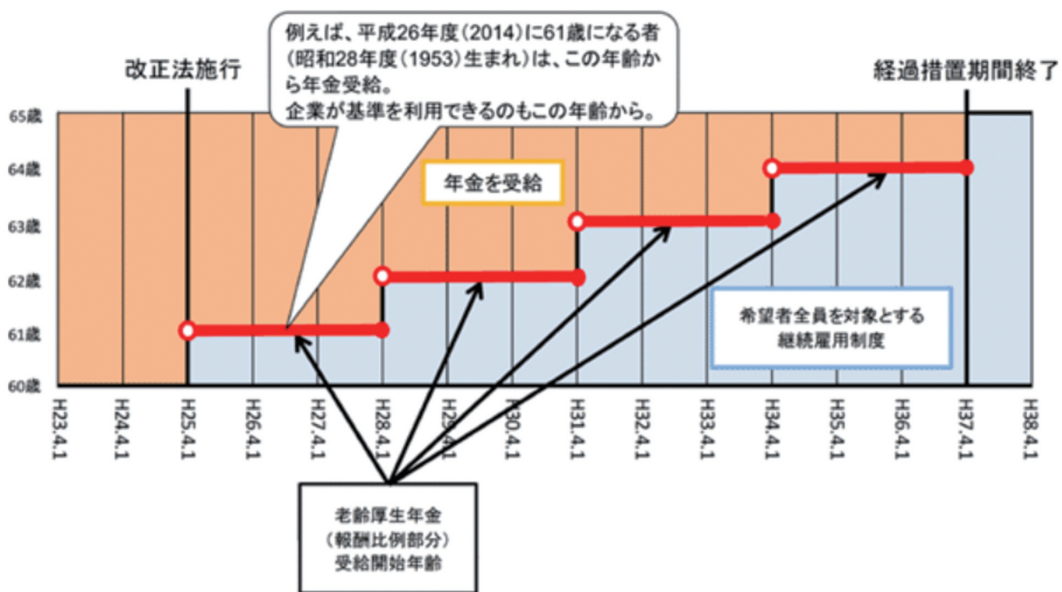 例えば、平成26年度(2014)に61歳になる者
(昭和28年度(1953)生まれ)は、この年齢か
ら年金受給。
企業が基準を利用できるのもこの年齢から。
改正法施行
経過措置期間終了
65歳
64歳
63歳
62歳
61歳
60歳
年金を受給
希望者全員を対象とする
継続雇用制度
H23.4.1
H24.4.1
H25.4.1
H26.4.1
H27.4.1
H28.4.1
H29.4.1
H30.4.1
H31.4.1
H32.4.1
H33.4.1
H34.4.1
H35.4.1
H36.4.1
H37.4.1
H38.4.1
老齢厚生年金
(報酬比例部分)
受給開始年齢